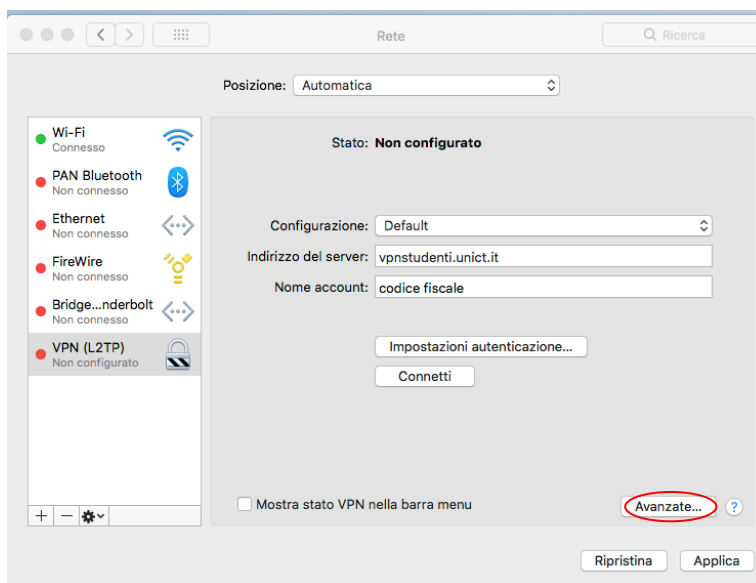 Rete
Ricerca
Posizione: Automatica
Wi-Fi
Connesso
PAN Bluetooth
Non connesso
Ethernet
Non connesso
FireWire
Non connesso
Bridge...nderbolt
Non connesso
VPN (L2TP)
Non configurato
Stato: Non configurato
Configurazione: Default
Indirizzo del server: vpnstudenti.unict.it
Nome account: codice fiscale
Impostazioni autenticazione...
Connetti
Mostra stato VPN nella barra menu
Avanzate... ?
Ripristina Applica